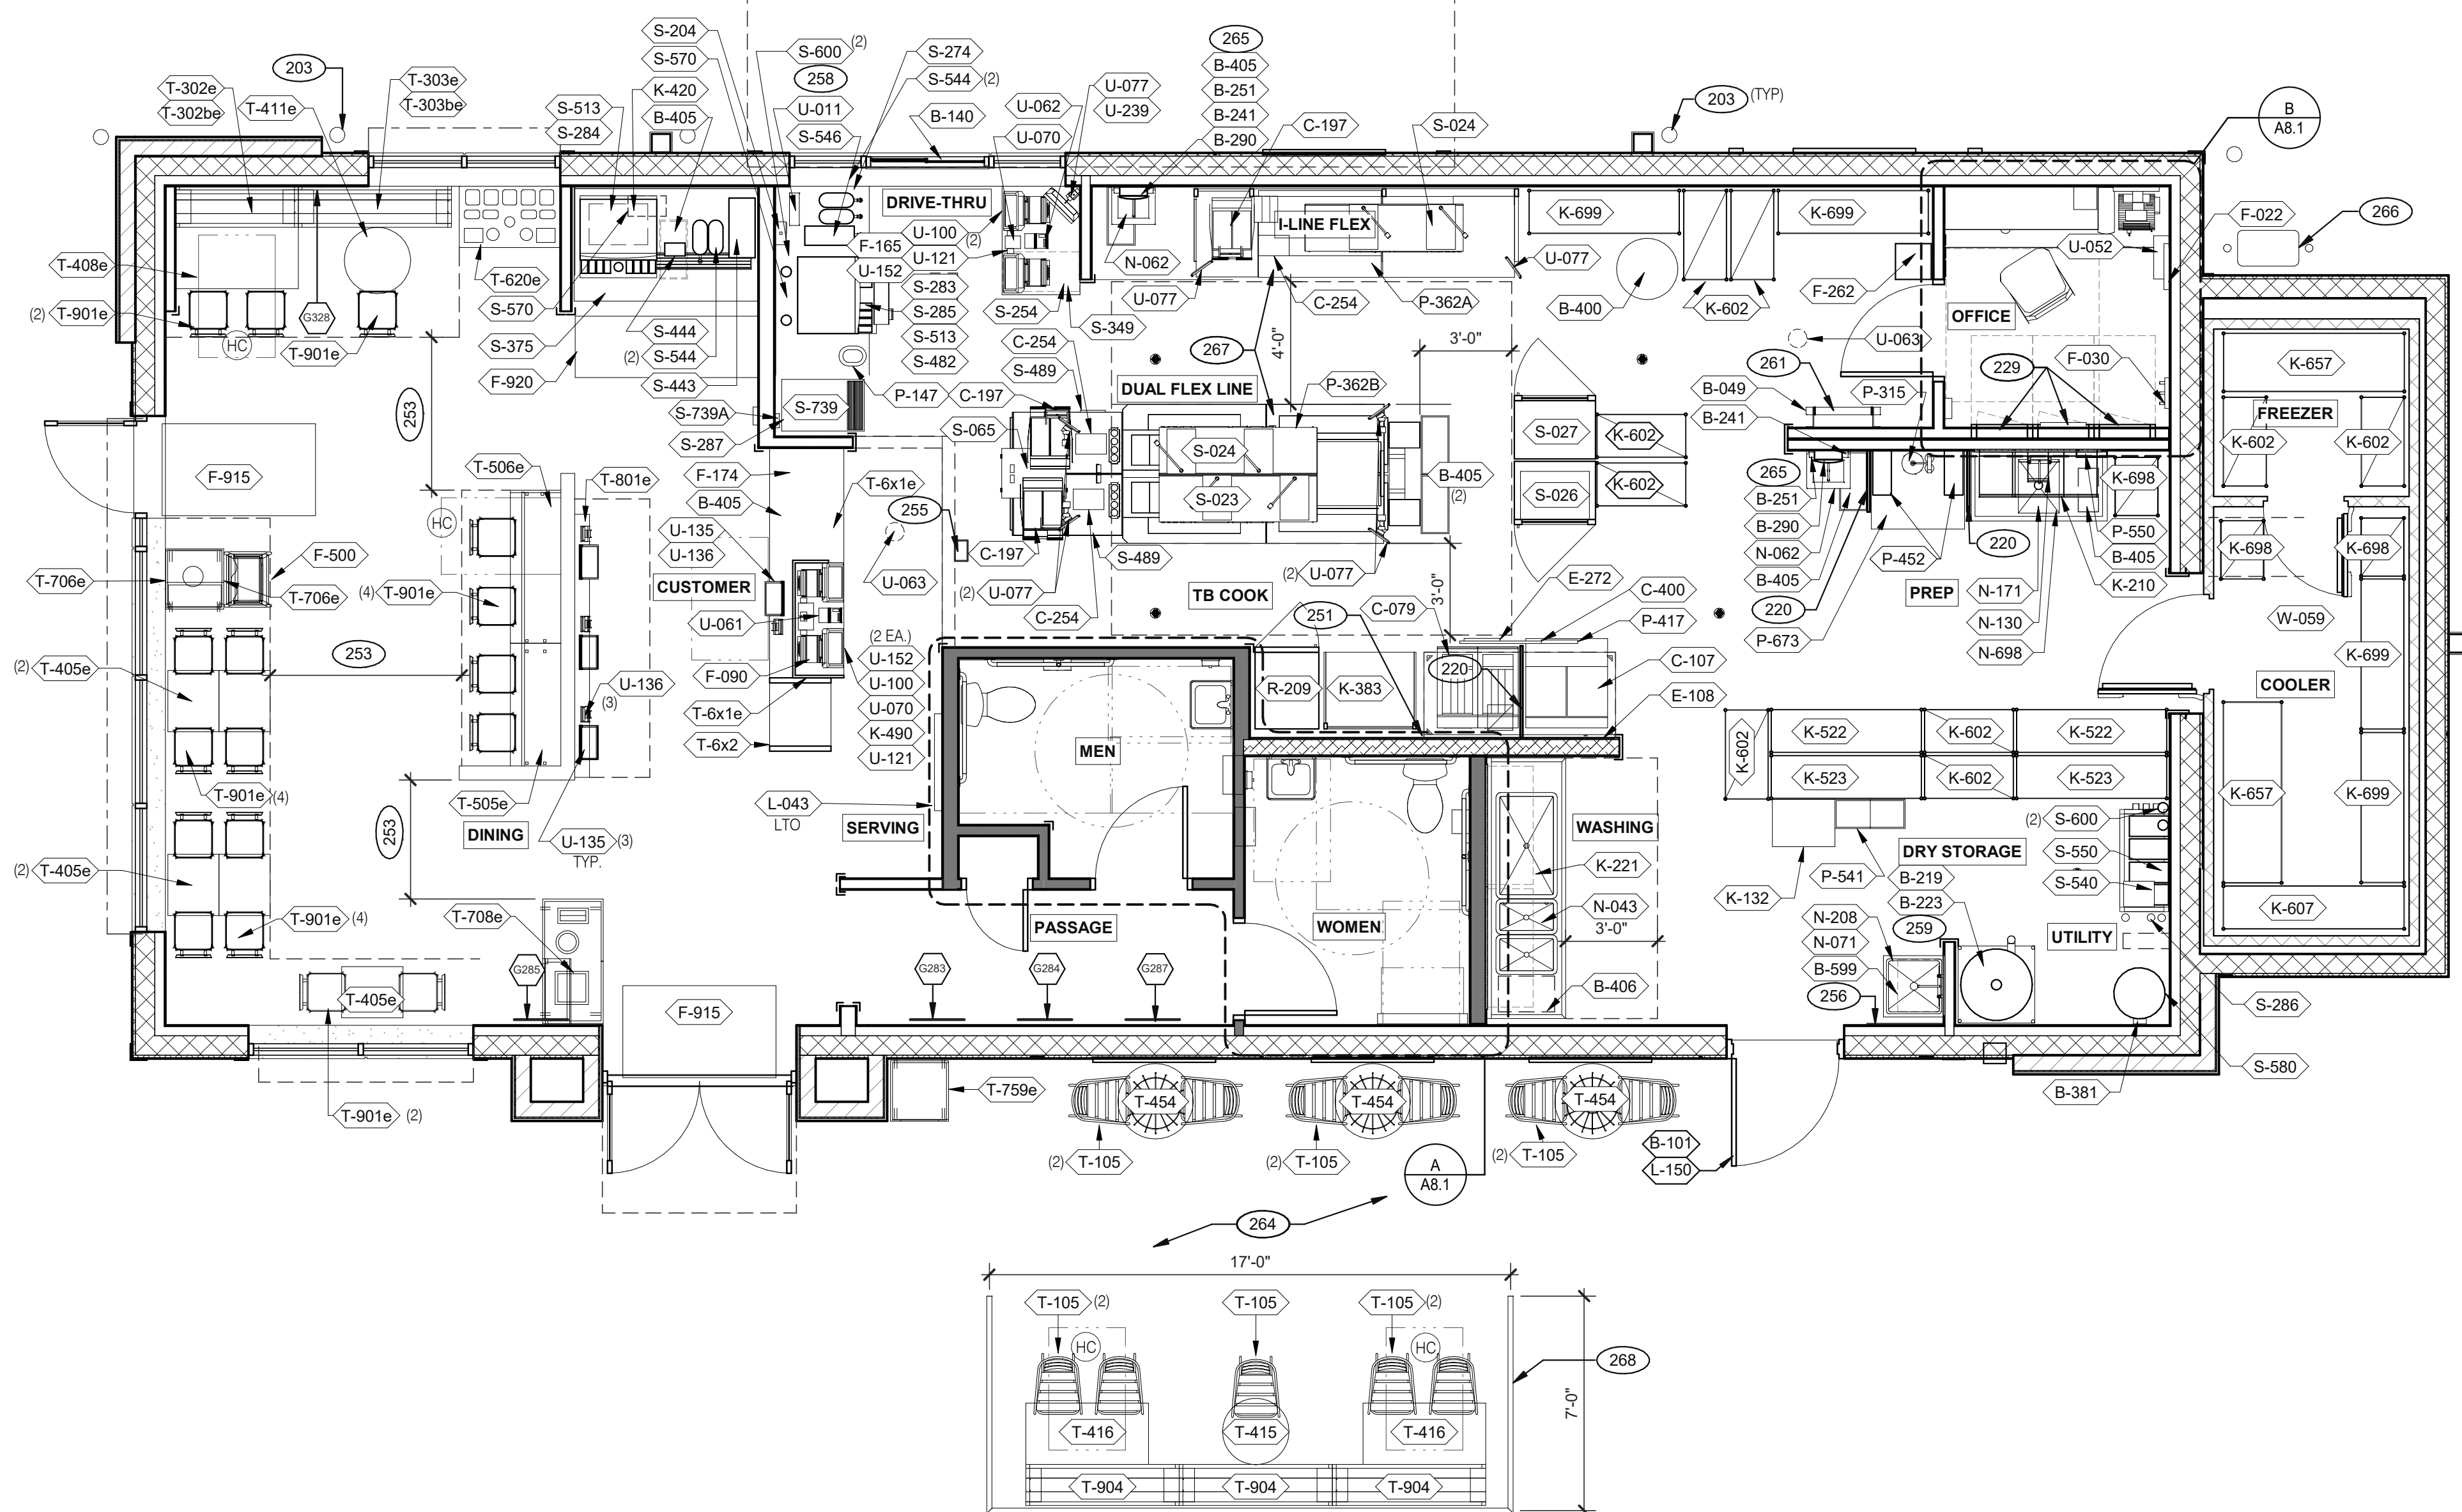 203
T-302e
T-302be
T-411e
T-303e
T-303be
S-513
S-284
S-204
S-570
K-420
B-405
S-600 (2)
258
U-011
S-546
S-274
S-544 (2)
B-140
U-062
U-070
U-077
U-239
265
B-405
B-251
B-241
B-290
C-197
S-024
203 (TYP)
B
A8.1
F-022
266
T-408e
(2) T-901e
G328
HC
T-901e
T-620e
S-570
S-375
F-920
S-444
(2) S-544
S-443
DRIVE-THRU
U-100
(2)
F-165
U-121
U-152
S-283
S-285
S-513
S-482
S-254
S-349
N-062
U-077
I-LINE FLEX
C-254
P-362A
U-077
K-699
K-699
B-400
K-602
F-262
U-052
OFFICE
U-063
F-030
229
261
B-049
B-241
P-315
K-657
FREEZER
K-602
K-602
253
S-739A
S-287
S-739
P-147
C-197
C-254
S-489
267
4'-0"
3'-0"
DUAL FLEX LINE
P-362B
S-065
S-024
S-023
B-405
(2)
S-027
S-026
K-602
K-602
265
B-251
B-290
N-062
B-405
220
P-673
P-452
220
PREP
N-171
N-130
N-698
K-698
P-550
B-405
K-210
K-698
K-698
W-059
K-699
COOLER
F-915
T-506e
T-801e
HC
F-174
B-405
U-135
U-136
T-6x1e
255
C-197
S-489
(2) U-077
C-254
(2) U-077
TB COOK
U-063
CUSTOMER
U-061
F-090
T-6x1e
T-6x2
(2 EA.)
U-152
U-100
U-070
K-490
U-121
F-500
T-706e
T-706e
(4) T-901e
253
(2) T-405e
U-136
(3)
T-901e (4)
T-505e
DINING
253
U-135 (3)
TYP.
L-043
LTO
SERVING
MEN
251
C-079
3'-0"
E-272
C-400
P-417
220
R-209
K-383
C-107
E-108
K-602
K-522
K-602
K-522
K-523
K-602
K-523
K-657
K-699
K-607
(2) T-405e
T-901e (4)
T-708e
T-405e
T-901e (2)
G285
F-915
PASSAGE
G283
G284
G287
WOMEN
WASHING
K-221
N-043
3'-0"
B-406
K-132
P-541
DRY STORAGE
B-219
B-223
259
N-208
N-071
B-599
256
(2) S-600
S-550
S-540
UTILITY
S-286
S-580
B-381
T-759e
T-454
T-454
T-454
(2) T-105
(2) T-105
(2) T-105
A
A8.1
B-101
L-150
264
17'-0"
T-105 (2)
T-105
T-105 (2)
HC
HC
268
7'-0"
T-416
T-415
T-416
T-904
T-904
T-904